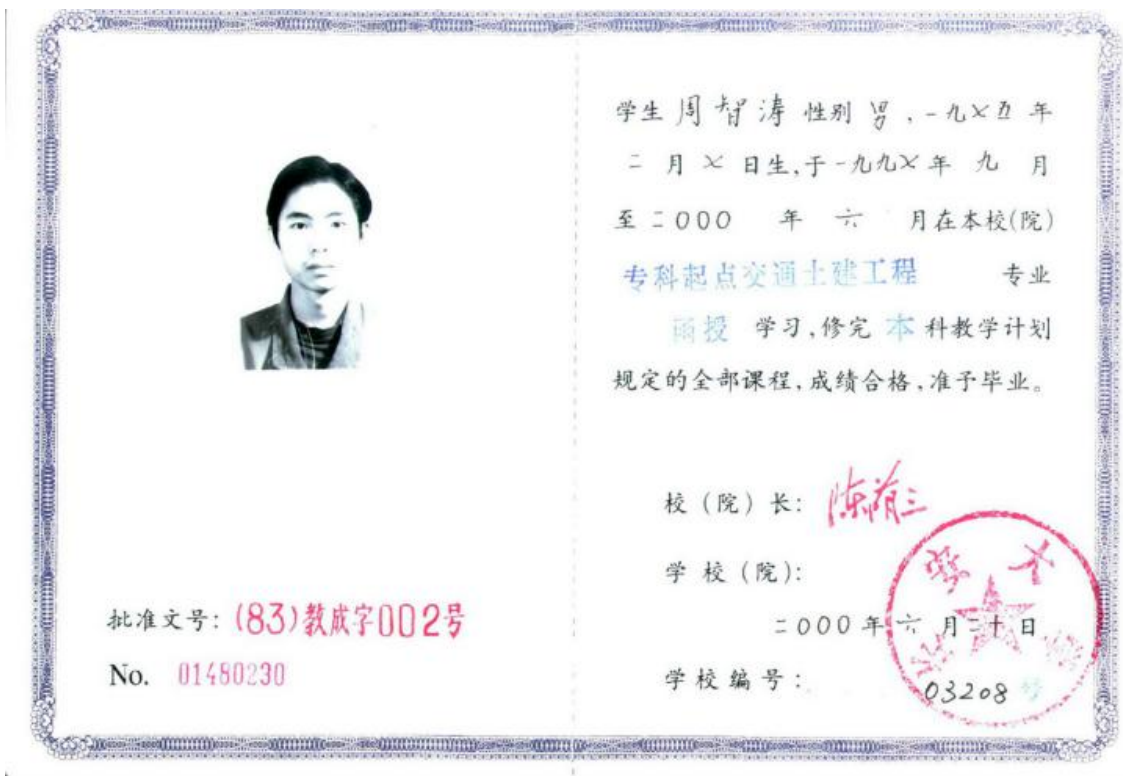 批准文号: (83)教成字002号
No. 01480230
学生 周智涛 性别 男 , 一九七五 年
二 月 七 日生,于一九九七 年 九 月
至二000 年 六 月在本校(院)
专科起点交通土建工程 专业
函授 学习,修完 本 科教学计划
规定的全部课程,成绩合格,准予毕业。
校 (院) 长:
学 校 (院):
二000 年 六 月 二十 日
学 校 编 号: 03208 号